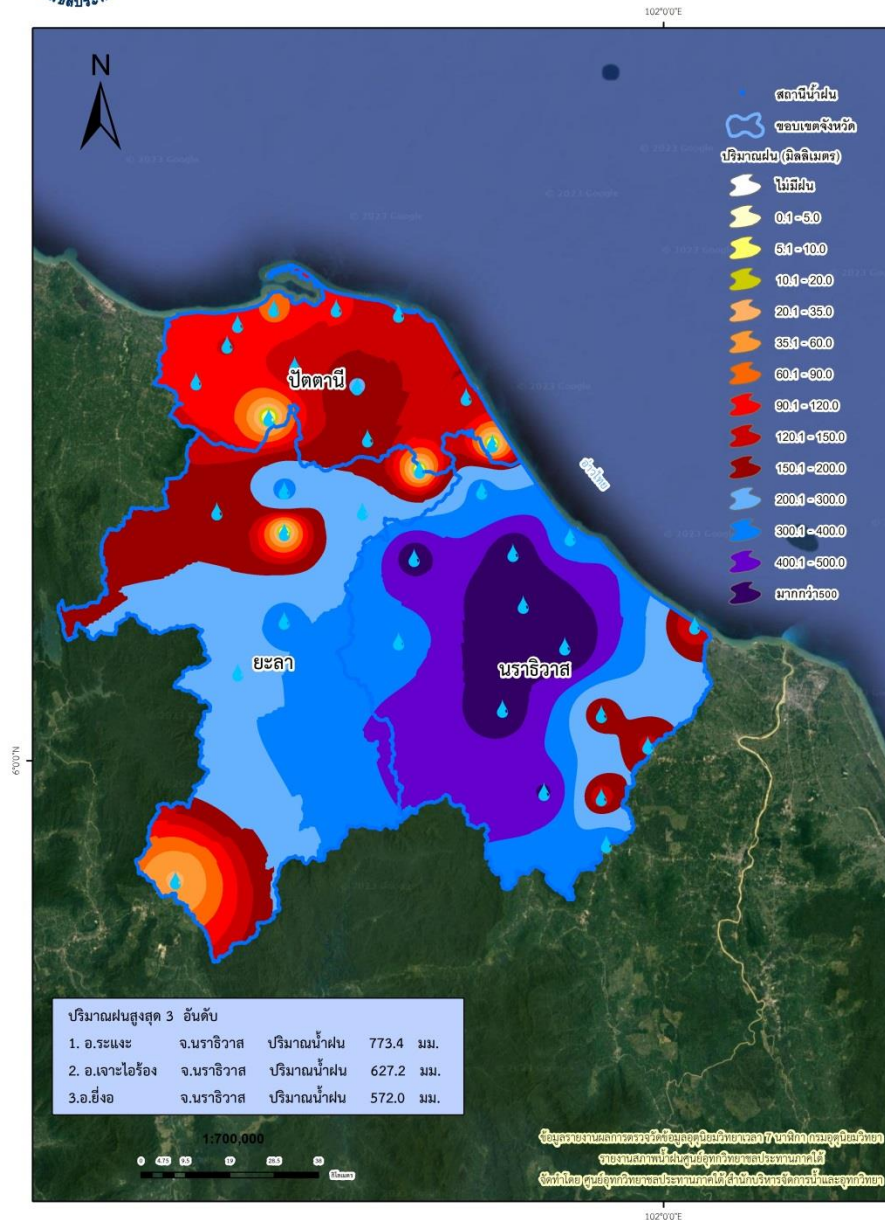 102°0'0"E
N
สถานีน้ำฝน
ขอบเขตจังหวัด
ปริมาณฝน (มิลลิเมตร)
ไม่มีฝน
0.1 - 5.0
5.1 - 10.0
10.1 - 20.0
20.1 - 35.0
35.1 - 60.0
60.1 - 90.0
90.1 - 120.0
120.1 - 150.0
150.1 - 200.0
200.1 - 300.0
300.1 - 400.0
400.1 - 500.0
มากกว่า500
ปัตตานี
อ่าวไทย
ยะลา
นราธิวาส
6°0'0"N
ปริมาณฝนสูงสุด 3 อันดับ
1. อ.ระแงะ จ.นราธิวาส ปริมาณน้ำฝน 773.4 มม.
2. อ.เจาะไอร้อง จ.นราธิวาส ปริมาณน้ำฝน 627.2 มม.
3.อ.ยี่งอ จ.นราธิวาส ปริมาณน้ำฝน 572.0 มม.
1:700,000
0 4.75 9.5 19 28.5 38
กิโลเมตร
ข้อมูลรายงานผลการตรวจวัดข้อมูลอุตุนิยมวิทยาเวลา 7 นาฬิกา กรมอุตุนิยมวิทยา
รายงานสภาพน้ำฝนศูนย์อุทกวิทยาชลประทานภาคใต้
จัดทำโดย ศูนย์อุทกวิทยาชลประทานภาคใต้ สำนักบริหารจัดการน้ำและอุทกวิทยา
102°0'0"E